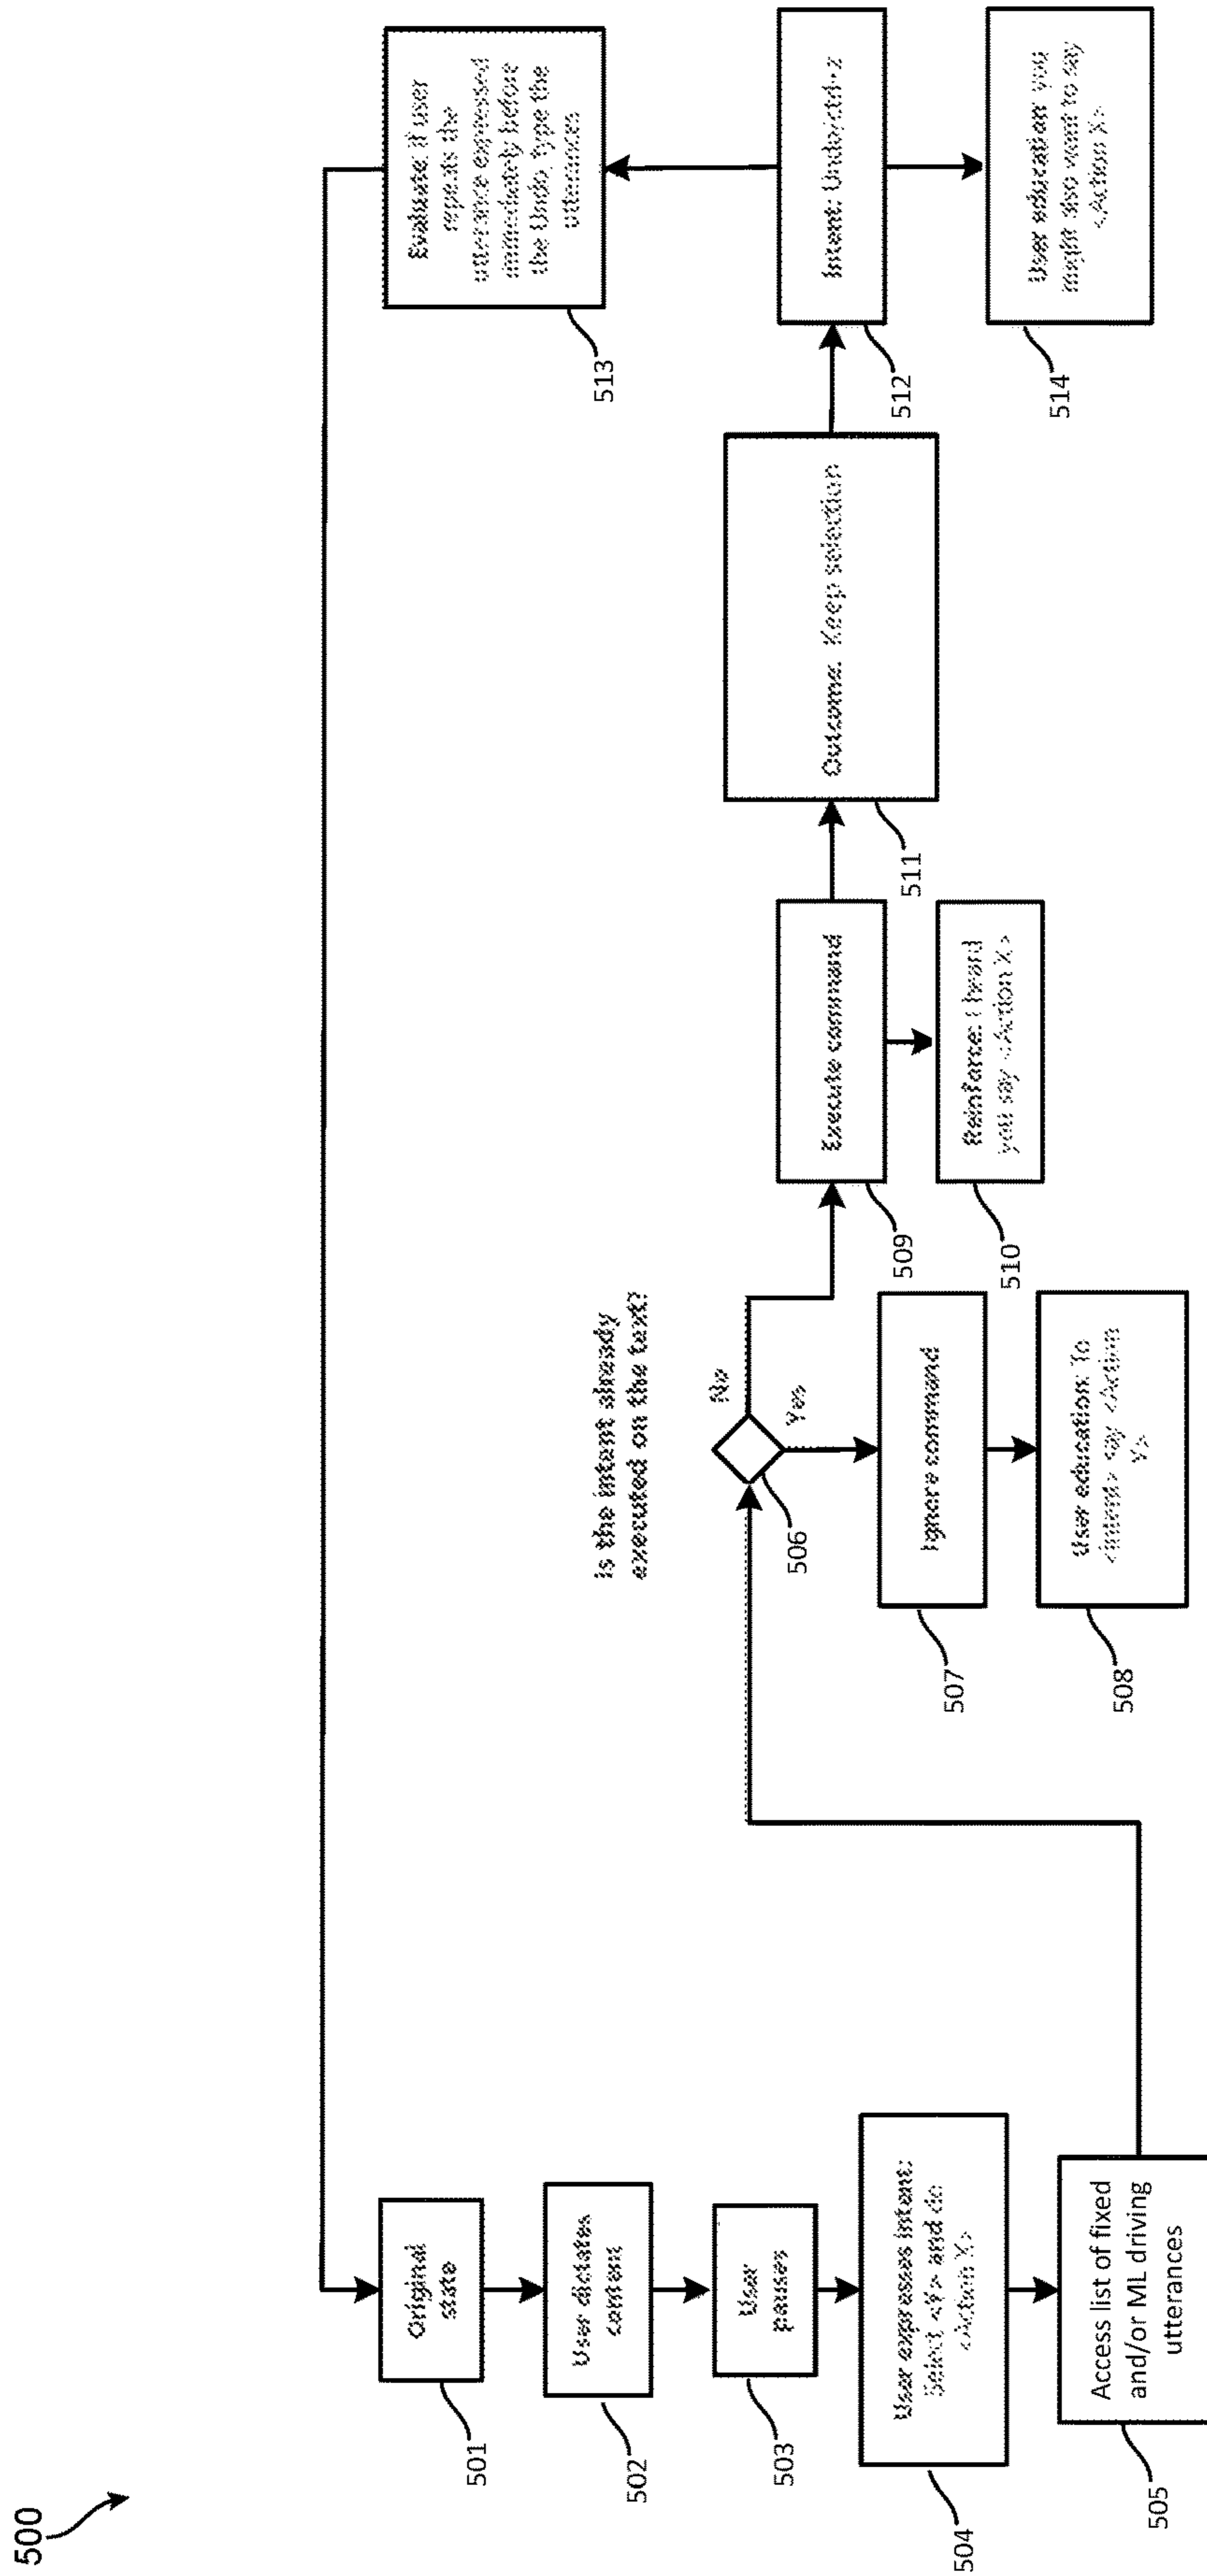 500
Original
state
501
User dictates
content
502
User
pauses
503
User expresses intent:
Select <Y> and do
<Action X>
504
Access list of fixed
and/or ML driving
utterances
505
Is the intent already
executed on the text?
No
Yes
506
Ignore command
507
User education: To
<intent> say <Action
Y>
508
Execute command
509
Reinforce: I heard
you say <Action X>
510
Outcome: Keep selection
511
Intent: Undo/ctrl+z
512
Evaluate: if user
repeats the
utterance expressed
immediately before
the Undo, type the
utterances
513
User education: you
might also want to say
<Action X>
514